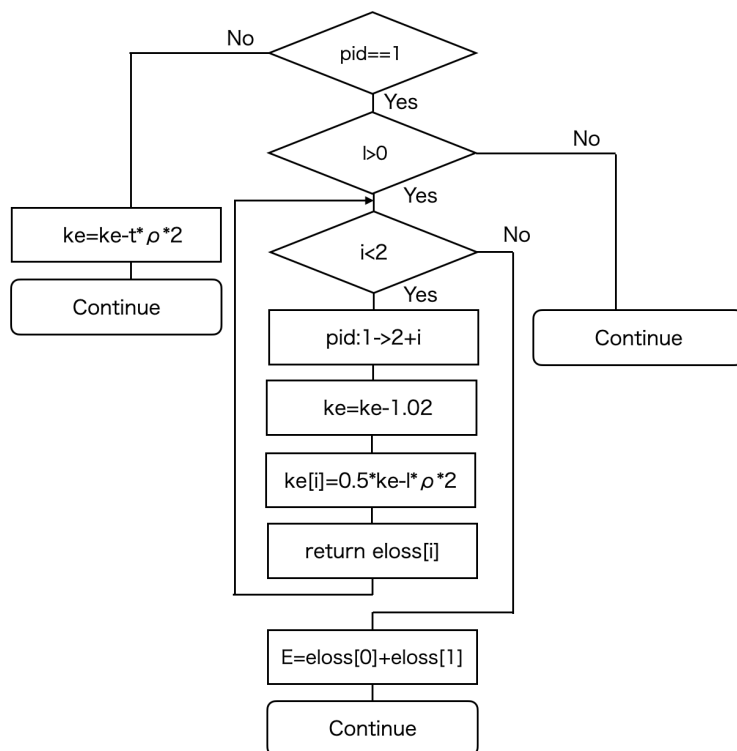 pid==1
No
Yes
l>0
No
Yes
ke=ke-t*ρ*2
Continue
i<2
No
Yes
pid:1->2+i
Continue
ke=ke-1.02
ke[i]=0.5*ke-l*ρ*2
return eloss[i]
E=eloss[0]+eloss[1]
Continue